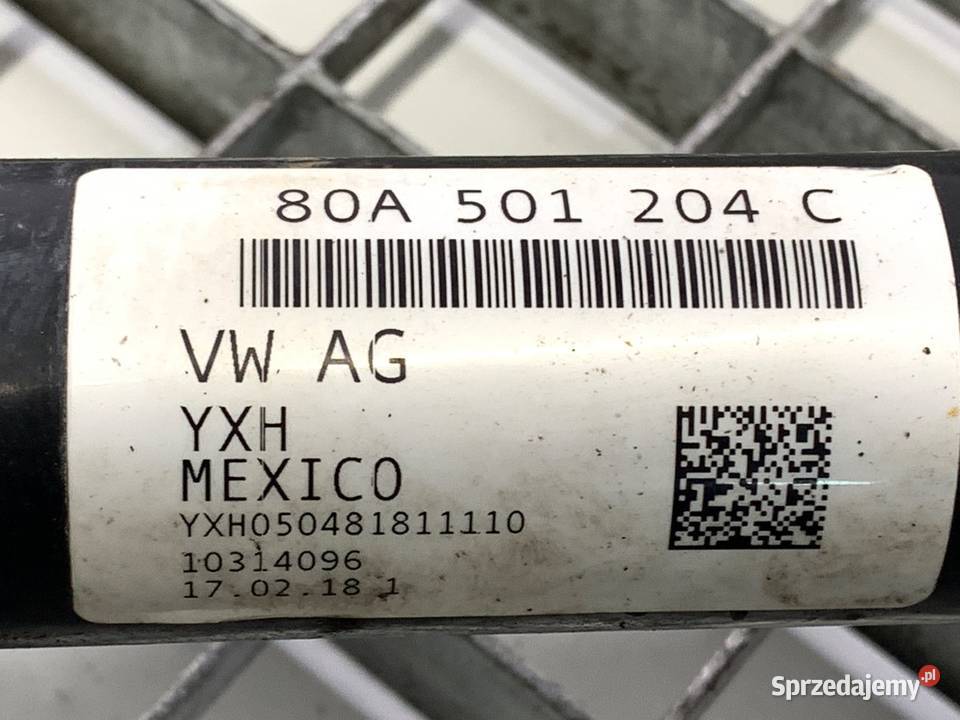 80A 501 204 C
VW AG
YXH
MEXICO
YXH050481811110
10314096
17.02.18 1
Sprzedajemy.pl